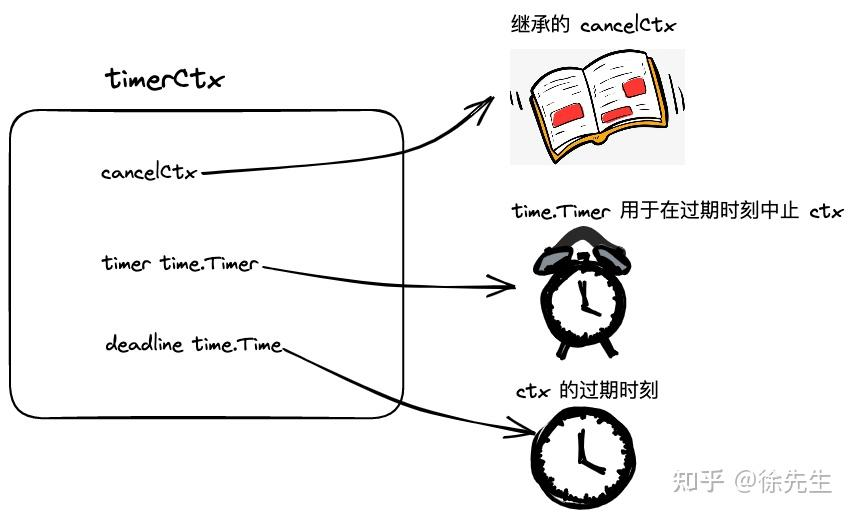 继承的 cancelCtx
timerCtx
cancelCtx
time.Timer 用于在过期时刻中止 ctx
timer time.Timer
deadline time.Time
ctx 的过期时刻
知乎 @徐先生